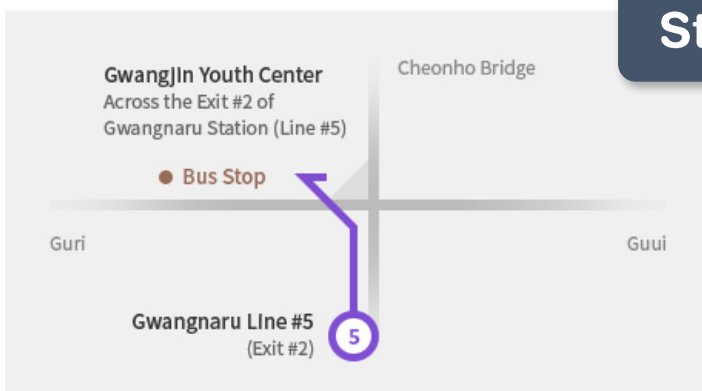 St
GwangJin Youth Center
Across the Exit #2 of
Gwangnaru Station (Line #5)
Cheonho Bridge
Bus Stop
Guri
Guui
Gwangnaru Line #5
(Exit #2)
5